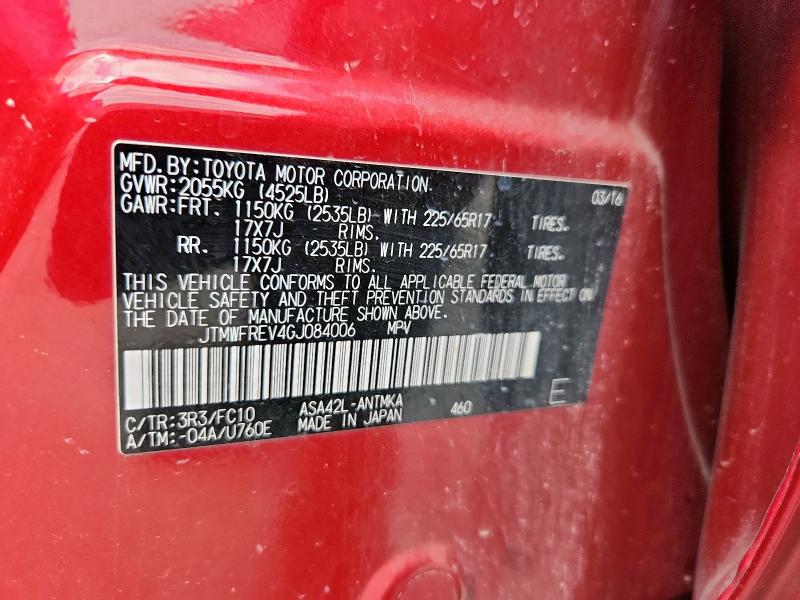 MFD.BY:TOYOTA MOTOR CORPORATION 03/16
GVWR:2055KG (4525LB)
GAWR:FRT. 1150KG (2535LB) WITH 225/65R17 TIRES.
17X7J RIMS.
RR. 1150KG (2535LB) WITH 225/65R17 TIRES.
17X7J RIMS.
THIS VEHICLE CONFORMS TO ALL APPLICABLE FEDERAL MOTOR
VEHICLE SAFETY AND THEFT PREVENTION STANDARDS IN EFFECT ON
THE DATE OF MANUFACTURE SHOWN ABOVE.
JTMWFREV4GJ084006 MPV
C/TR:3R3/FC10 ASA42L-ANTMKA 460 E
A/TM:-04A/U760E MADE IN JAPAN